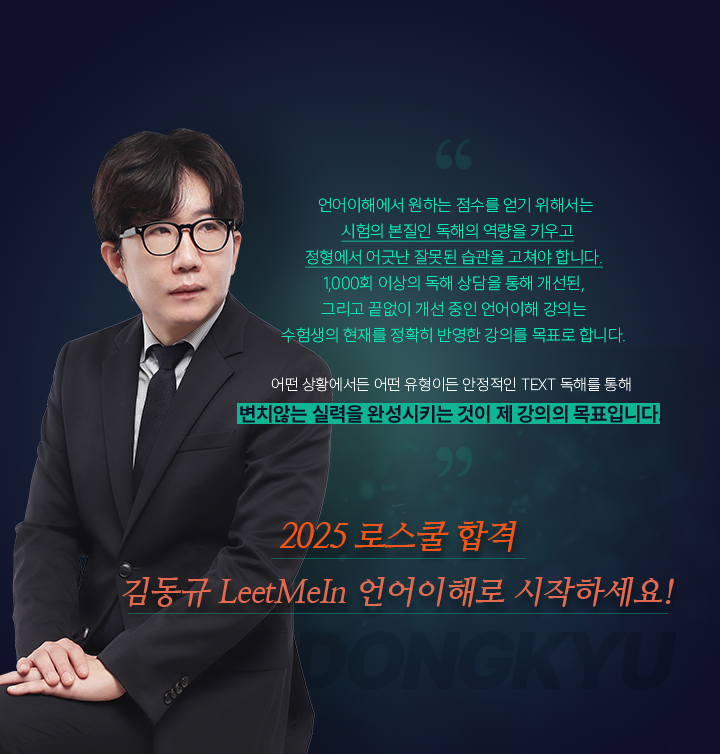 언어이해에서 원하는 점수를 얻기 위해서는
시험의 본질인 독해의 역량을 키우고
정형에서 어긋난 잘못된 습관을 고쳐야 합니다.
1,000회 이상의 독해 상담을 통해 개선된,
그리고 끝없이 개선 중인 언어이해 강의는
수험생의 현재를 정확히 반영한 강의를 목표로 합니다.
어떤 상황에서든 어떤 유형이든 안정적인 TEXT 독해를 통해
변치않는 실력을 완성시키는 것이 제 강의의 목표입니다.
2025 로스쿨 합격
김동규 LeetMeIn 언어이해로 시작하세요!
DONGKYU